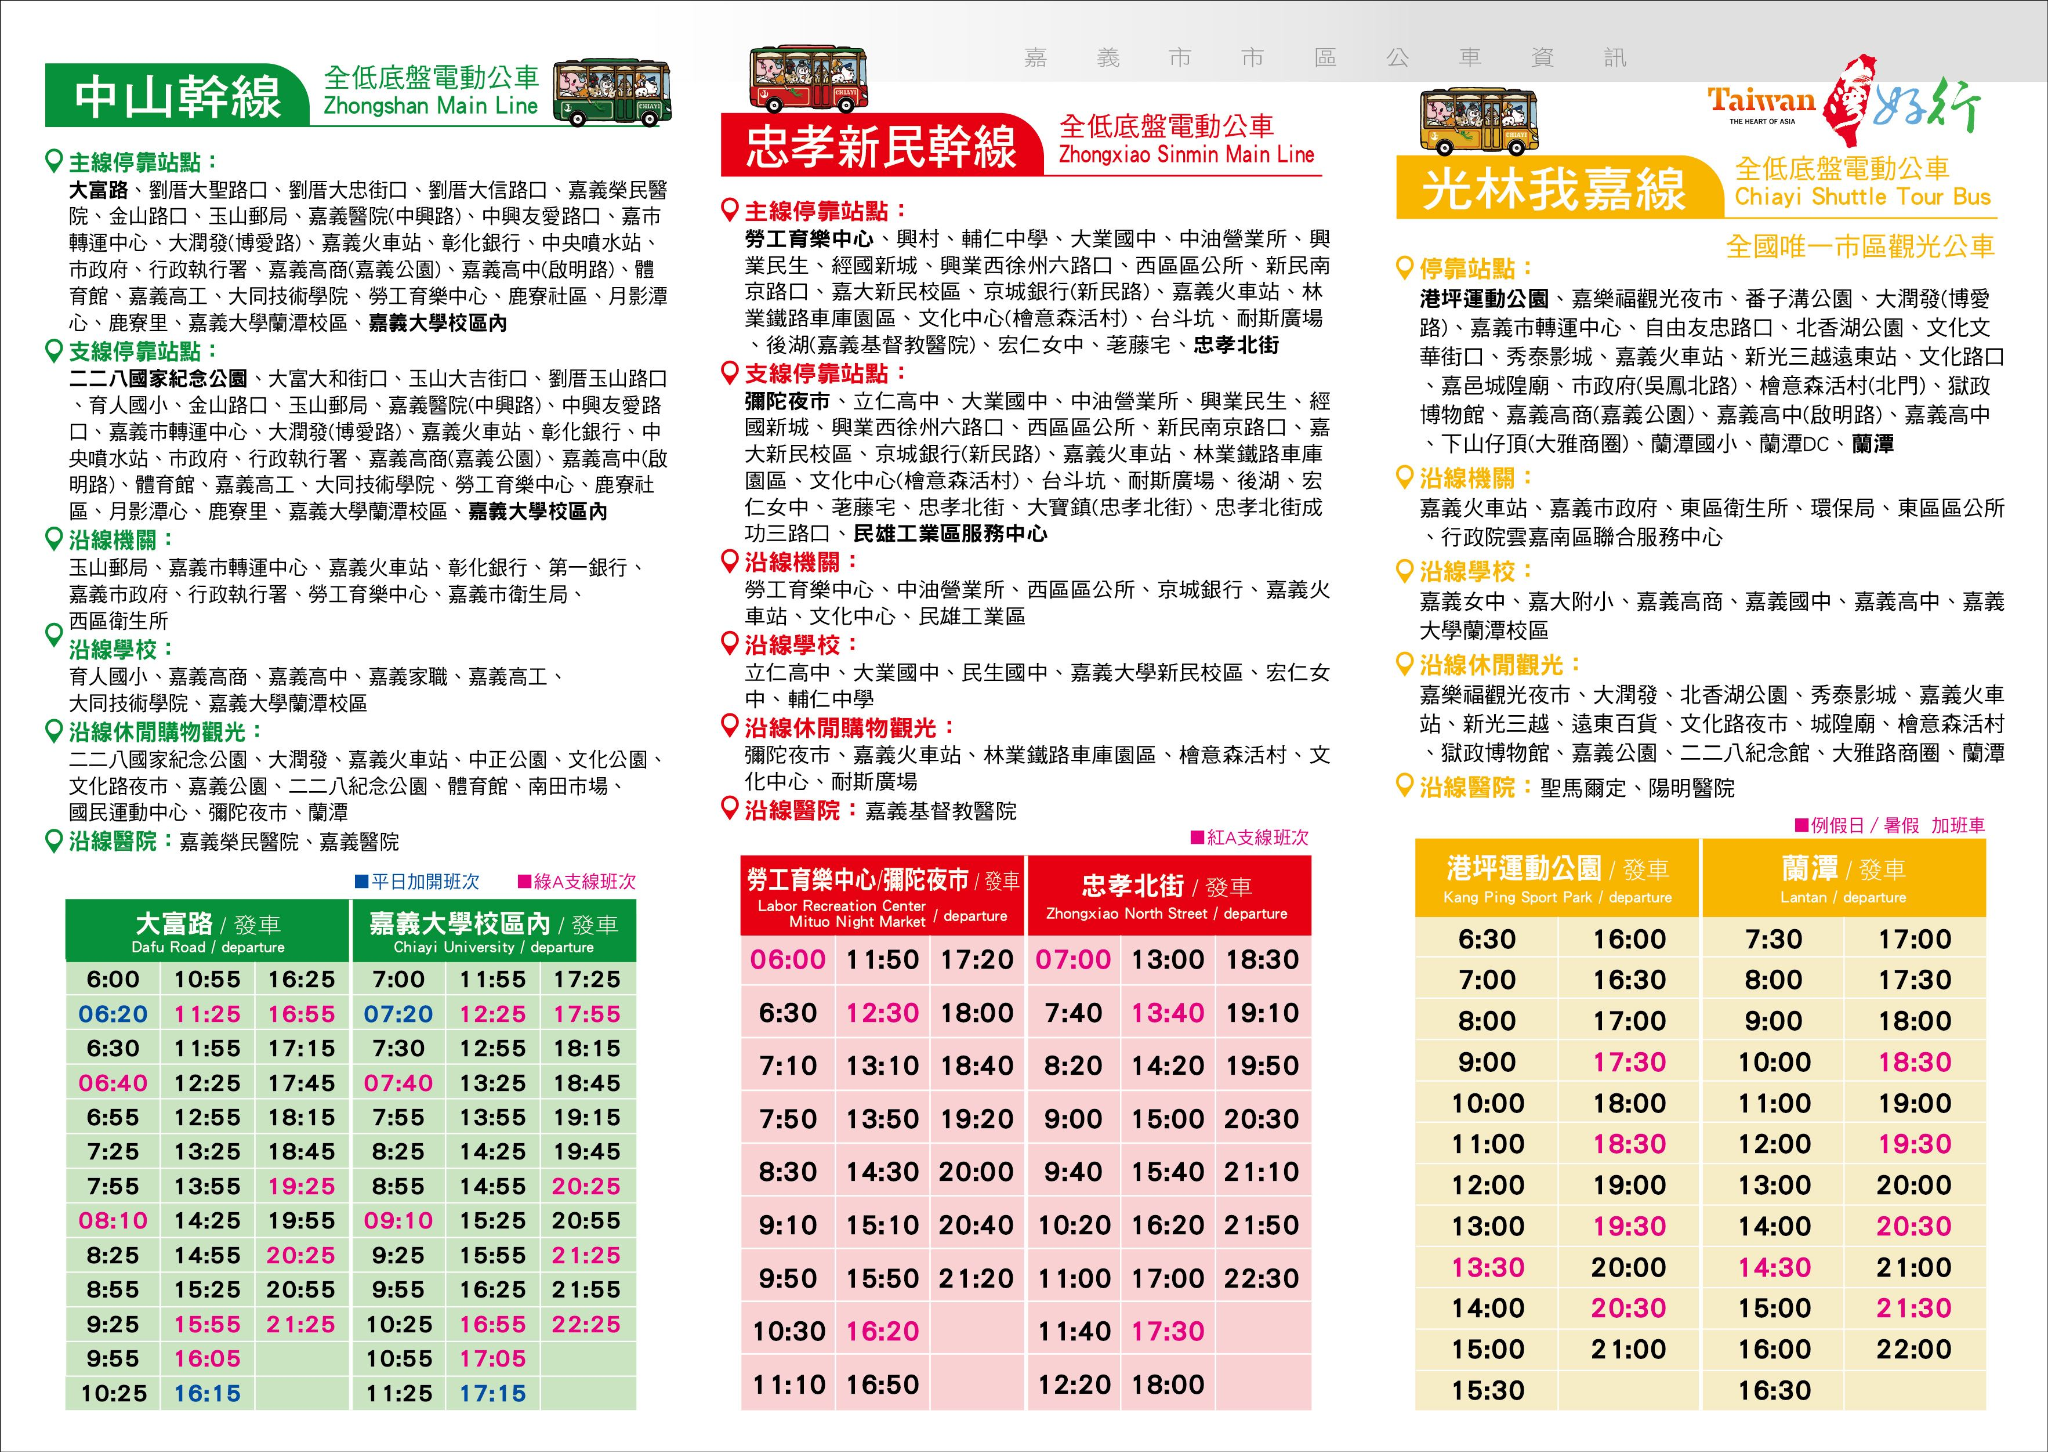 嘉義市市區公車資訊
中山幹線
全低底盤電動公車
Zhongshan Main Line
CHIAYI
主線停靠站點：
大富路、劉厝大聖路口、劉厝大忠街口、劉厝大信路口、嘉義榮民醫
院、金山路口、玉山郵局、嘉義醫院(中興路)、中興友愛路口、嘉市
轉運中心、大潤發(博愛路)、嘉義火車站、彰化銀行、中央噴水站、
市政府、行政執行署、嘉義高商(嘉義公園)、嘉義高中(啟明路)、體
育館、嘉義高工、大同技術學院、勞工育樂中心、鹿寮社區、月影潭
心、鹿寮里、嘉義大學蘭潭校區、嘉義大學校區內
支線停靠站點：
二二八國家紀念公園、大富大和街口、玉山大吉街口、劉厝玉山路口
、育人國小、金山路口、玉山郵局、嘉義醫院(中興路)、中興友愛路
口、嘉義市轉運中心、大潤發(博愛路)、嘉義火車站、彰化銀行、中
央噴水站、市政府、行政執行署、嘉義高商(嘉義公園)、嘉義高中(啟
明路)、體育館、嘉義高工、大同技術學院、勞工育樂中心、鹿寮社
區、月影潭心、鹿寮里、嘉義大學蘭潭校區、嘉義大學校區內
沿線機關：
玉山郵局、嘉義市轉運中心、嘉義火車站、彰化銀行、第一銀行、
嘉義市政府、行政執行署、勞工育樂中心、嘉義市衛生局、
西區衛生所
沿線學校：
育人國小、嘉義高商、嘉義高中、嘉義家職、嘉義高工、
大同技術學院、嘉義大學蘭潭校區
沿線休閒購物觀光：
二二八國家紀念公園、大潤發、嘉義火車站、中正公園、文化公園、
文化路夜市、嘉義公園、二二八紀念公園、體育館、南田市場、
國民運動中心、彌陀夜市、蘭潭
沿線醫院：嘉義榮民醫院、嘉義醫院
■平日加開班次 ■綠A支線班次
大富路 / 發車 嘉義大學校區內 / 發車
Dafu Road / departure Chiayi University / departure
6:00 10:55 16:25 7:00 11:55 17:25
06:20 11:25 16:55 07:20 12:25 17:55
6:30 11:55 17:15 7:30 12:55 18:15
06:40 12:25 17:45 07:40 13:25 18:45
6:55 12:55 18:15 7:55 13:55 19:15
7:25 13:25 18:45 8:25 14:25 19:45
7:55 13:55 19:25 8:55 14:55 20:25
08:10 14:25 19:55 09:10 15:25 20:55
8:25 14:55 20:25 9:25 15:55 21:25
8:55 15:25 20:55 9:55 16:25 21:55
9:25 15:55 21:25 10:25 16:55 22:25
9:55 16:05 10:55 17:05
10:25 16:15 11:25 17:15
CHIAYI
忠孝新民幹線
全低底盤電動公車
Zhongxiao Sinmin Main Line
主線停靠站點：
勞工育樂中心、興村、輔仁中學、大業國中、中油營業所、興
業民生、經國新城、興業西徐州六路口、西區區公所、新民南
京路口、嘉大新民校區、京城銀行(新民路)、嘉義火車站、林
業鐵路車庫園區、文化中心(檜意森活村)、台斗坑、耐斯廣場
、後湖(嘉義基督教醫院)、宏仁女中、荖藤宅、忠孝北街
支線停靠站點：
彌陀夜市、立仁高中、大業國中、中油營業所、興業民生、經
國新城、興業西徐州六路口、西區區公所、新民南京路口、嘉
大新民校區、京城銀行(新民路)、嘉義火車站、林業鐵路車庫
園區、文化中心(檜意森活村)、台斗坑、耐斯廣場、後湖、宏
仁女中、荖藤宅、忠孝北街、大寶鎮(忠孝北街)、忠孝北街成
功三路口、民雄工業區服務中心
沿線機關：
勞工育樂中心、中油營業所、西區區公所、京城銀行、嘉義火
車站、文化中心、民雄工業區
沿線學校：
立仁高中、大業國中、民生國中、嘉義大學新民校區、宏仁女
中、輔仁中學
沿線休閒購物觀光：
彌陀夜市、嘉義火車站、林業鐵路車庫園區、檜意森活村、文
化中心、耐斯廣場
沿線醫院：嘉義基督教醫院
■紅A支線班次
勞工育樂中心/彌陀夜市 / 發車 忠孝北街 / 發車
Labor Recreation Center
Mituo Night Market / departure Zhongxiao North Street / departure
06:00 11:50 17:20 07:00 13:00 18:30
6:30 12:30 18:00 7:40 13:40 19:10
7:10 13:10 18:40 8:20 14:20 19:50
7:50 13:50 19:20 9:00 15:00 20:30
8:30 14:30 20:00 9:40 15:40 21:10
9:10 15:10 20:40 10:20 16:20 21:50
9:50 15:50 21:20 11:00 17:00 22:30
10:30 16:20 11:40 17:30
11:10 16:50 12:20 18:00
Taiwan 灣好行
THE HEART OF ASIA
CHIAYI
光林我嘉線
全低底盤電動公車
Chiayi Shuttle Tour Bus
全國唯一市區觀光公車
停靠站點：
港坪運動公園、嘉樂福觀光夜市、番子溝公園、大潤發(博愛
路)、嘉義市轉運中心、自由友忠路口、北香湖公園、文化文
華街口、秀泰影城、嘉義火車站、新光三越遠東站、文化路口
、嘉邑城隍廟、市政府(吳鳳北路)、檜意森活村(北門)、獄政
博物館、嘉義高商(嘉義公園)、嘉義高中(啟明路)、嘉義高中
、下山仔頂(大雅商圈)、蘭潭國小、蘭潭DC、蘭潭
沿線機關：
嘉義火車站、嘉義市政府、東區衛生所、環保局、東區區公所
、行政院雲嘉南區聯合服務中心
沿線學校：
嘉義女中、嘉大附小、嘉義高商、嘉義國中、嘉義高中、嘉義
大學蘭潭校區
沿線休閒觀光：
嘉樂福觀光夜市、大潤發、北香湖公園、秀泰影城、嘉義火車
站、新光三越、遠東百貨、文化路夜市、城隍廟、檜意森活村
、獄政博物館、嘉義公園、二二八紀念館、大雅路商圈、蘭潭
沿線醫院：聖馬爾定、陽明醫院
■例假日 / 暑假 加班車
港坪運動公園 / 發車 蘭潭 / 發車
Kang Ping Sport Park / departure Lantan / departure
6:30 16:00 7:30 17:00
7:00 16:30 8:00 17:30
8:00 17:00 9:00 18:00
9:00 17:30 10:00 18:30
10:00 18:00 11:00 19:00
11:00 18:30 12:00 19:30
12:00 19:00 13:00 20:00
13:00 19:30 14:00 20:30
13:30 20:00 14:30 21:00
14:00 20:30 15:00 21:30
15:00 21:00 16:00 22:00
15:30 16:30